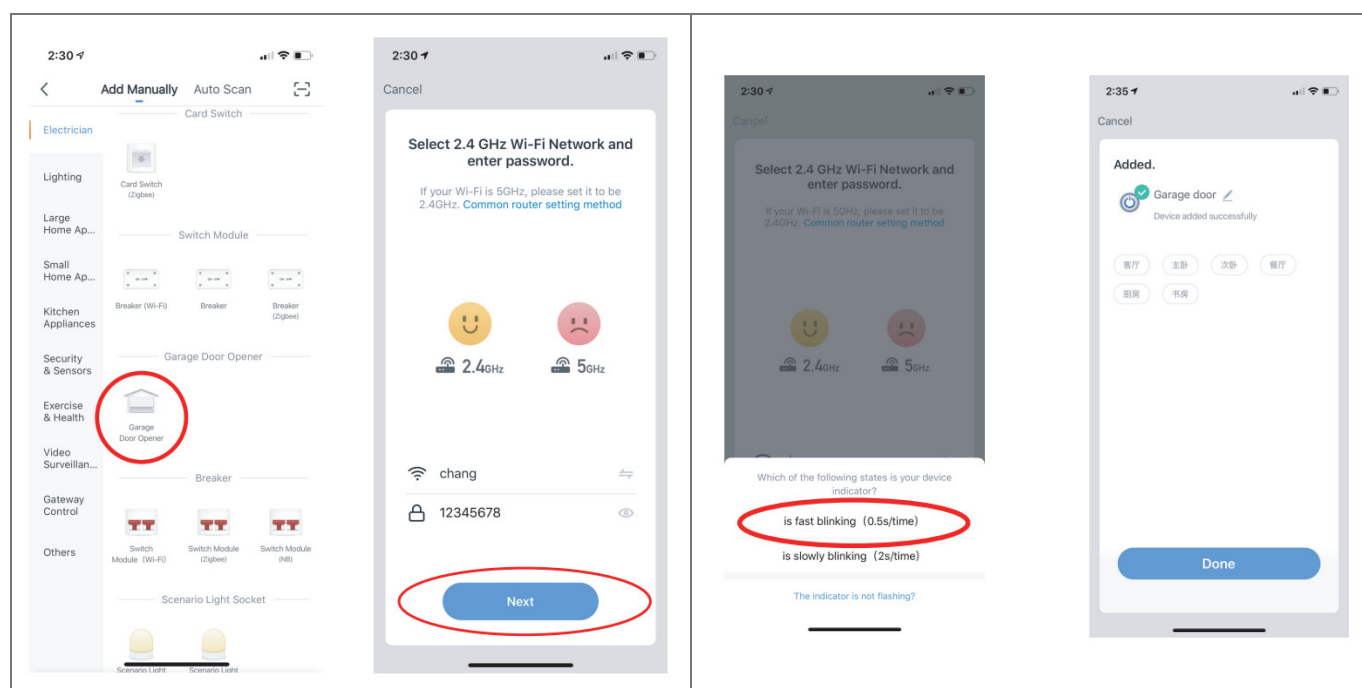 2:30
Add Manually Auto Scan
Card Switch
Electrician
Lighting
Large
Home Ap...
Small
Home Ap...
Kitchen
Appliances
Security
& Sensors
Exercise
& Health
Video
Surveillan...
Gateway
Control
Others
Card Switch
(Zigbee)
Switch Module
Breaker (Wi-Fi)
Breaker
Breaker
(Zigbee)
Garage Door Opener
Garage
Door Opener
Breaker
Switch
Module (Wi-Fi)
Switch Module
(Zigbee)
Switch Module
(NB)
Scenario Light Socket
Scenario Light
Scenario Light
2:30
Cancel
Select 2.4 GHz Wi-Fi Network and
enter password.
If your Wi-Fi is 5GHz, please set it to be
2.4GHz. Common router setting method
2.4GHz
5GHz
chang
12345678
Next
2:30
Cancel
Select 2.4 GHz Wi-Fi Network and
enter password.
If your Wi-Fi is 5GHz, please set it to be
2.4GHz. Common router setting method
2.4GHz
5GHz
Which of the following states is your device
indicator?
is fast blinking（0.5s/time）
is slowly blinking（2s/time）
The indicator is not flashing?
2:35
Cancel
Added.
Garage door
Device added successfully
客厅 主卧 次卧 餐厅
厨房 书房
Done